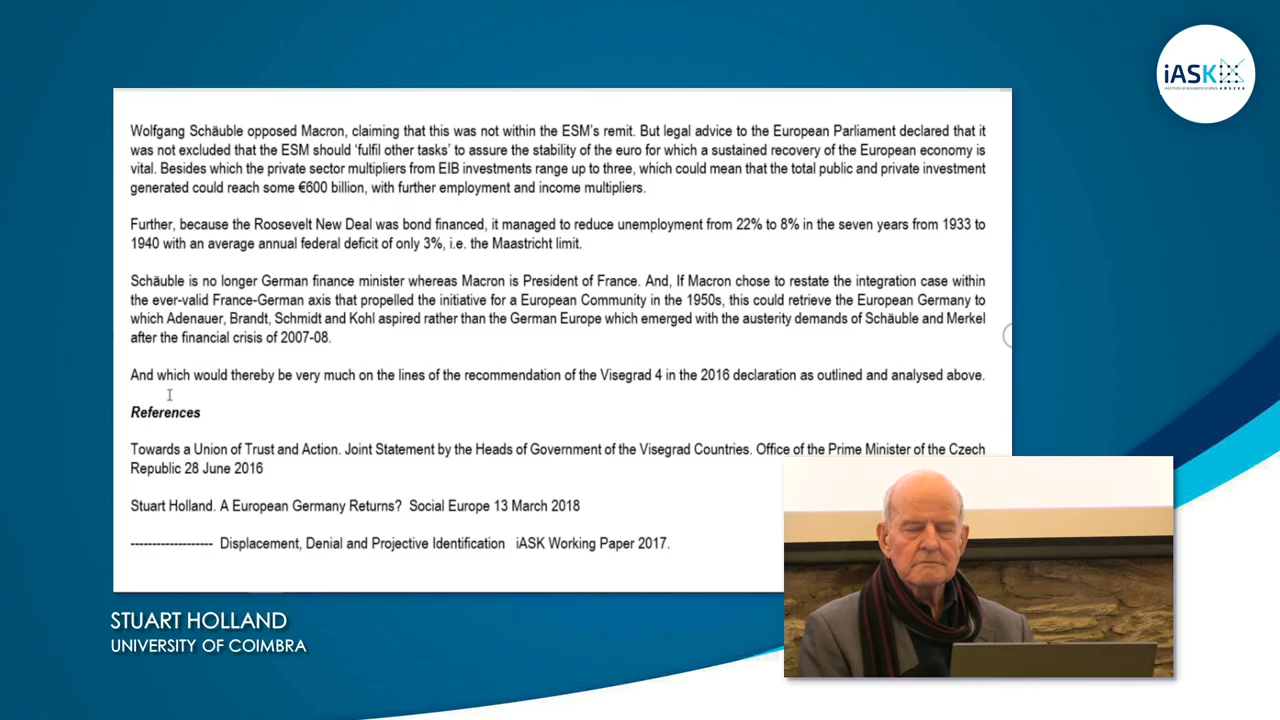 iASK
INSTITUTE OF ADVANCED STUDIES KŐSZEG
Wolfgang Schäuble opposed Macron, claiming that this was not within the ESM's remit. But legal advice to the European Parliament declared that it
was not excluded that the ESM should 'fulfil other tasks' to assure the stability of the euro for which a sustained recovery of the European economy is
vital. Besides which the private sector multipliers from EIB investments range up to three, which could mean that the total public and private investment
generated could reach some €600 billion, with further employment and income multipliers.
Further, because the Roosevelt New Deal was bond financed, it managed to reduce unemployment from 22% to 8% in the seven years from 1933 to
1940 with an average annual federal deficit of only 3%, i.e. the Maastricht limit.
Schäuble is no longer German finance minister whereas Macron is President of France. And, If Macron chose to restate the integration case within
the ever-valid France-German axis that propelled the initiative for a European Community in the 1950s, this could retrieve the European Germany to
which Adenauer, Brandt, Schmidt and Kohl aspired rather than the German Europe which emerged with the austerity demands of Schäuble and Merkel
after the financial crisis of 2007-08.
And which would thereby be very much on the lines of the recommendation of the Visegrad 4 in the 2016 declaration as outlined and analysed above.
References
Towards a Union of Trust and Action. Joint Statement by the Heads of Government of the Visegrad Countries. Office of the Prime Minister of the Czech
Republic 28 June 2016
Stuart Holland. A European Germany Returns? Social Europe 13 March 2018
------------------- Displacement, Denial and Projective Identification iASK Working Paper 2017.
STUART HOLLAND
UNIVERSITY OF COIMBRA